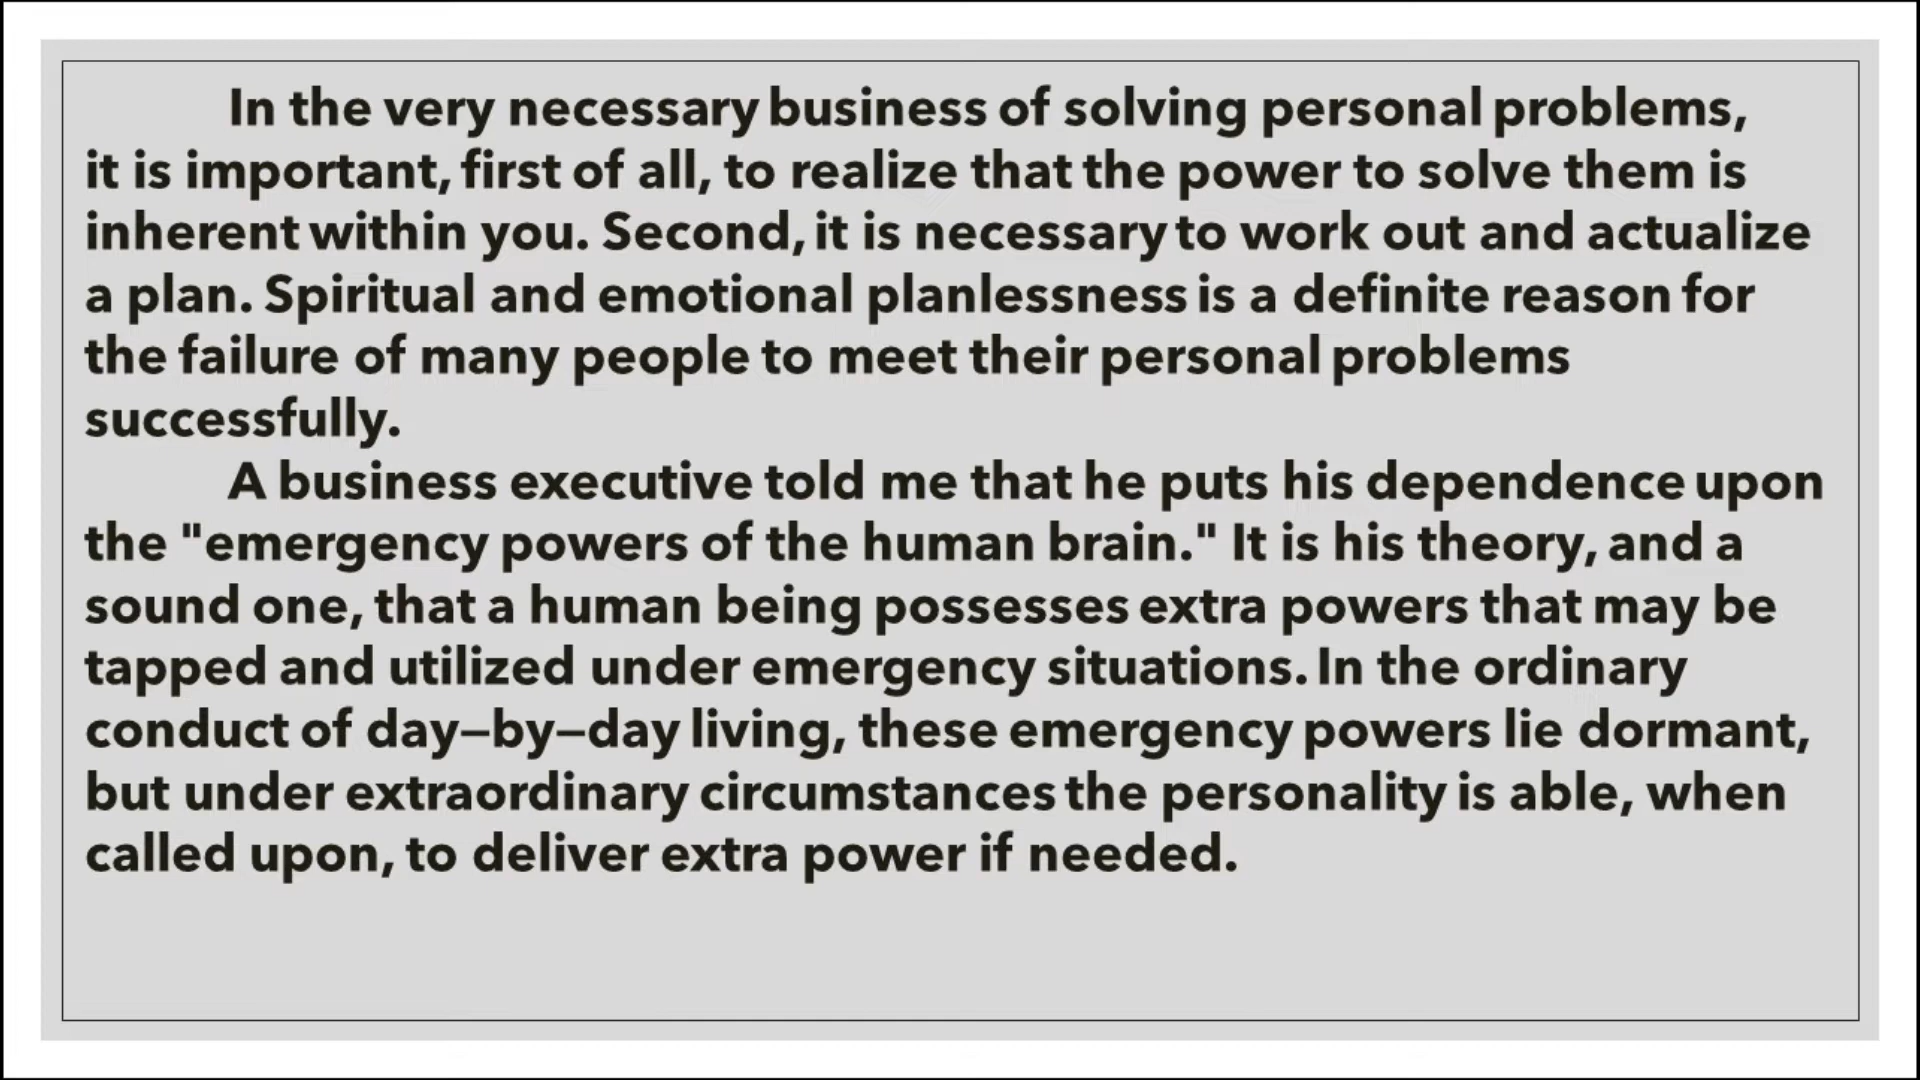 In the very necessary business of solving personal problems,
it is important, first of all, to realize that the power to solve them is
inherent within you. Second, it is necessary to work out and actualize
a plan. Spiritual and emotional planlessness is a definite reason for
the failure of many people to meet their personal problems
successfully.
A business executive told me that he puts his dependence upon
the "emergency powers of the human brain." It is his theory, and a
sound one, that a human being possesses extra powers that may be
tapped and utilized under emergency situations. In the ordinary
conduct of day—by—day living, these emergency powers lie dormant,
but under extraordinary circumstances the personality is able, when
called upon, to deliver extra power if needed.